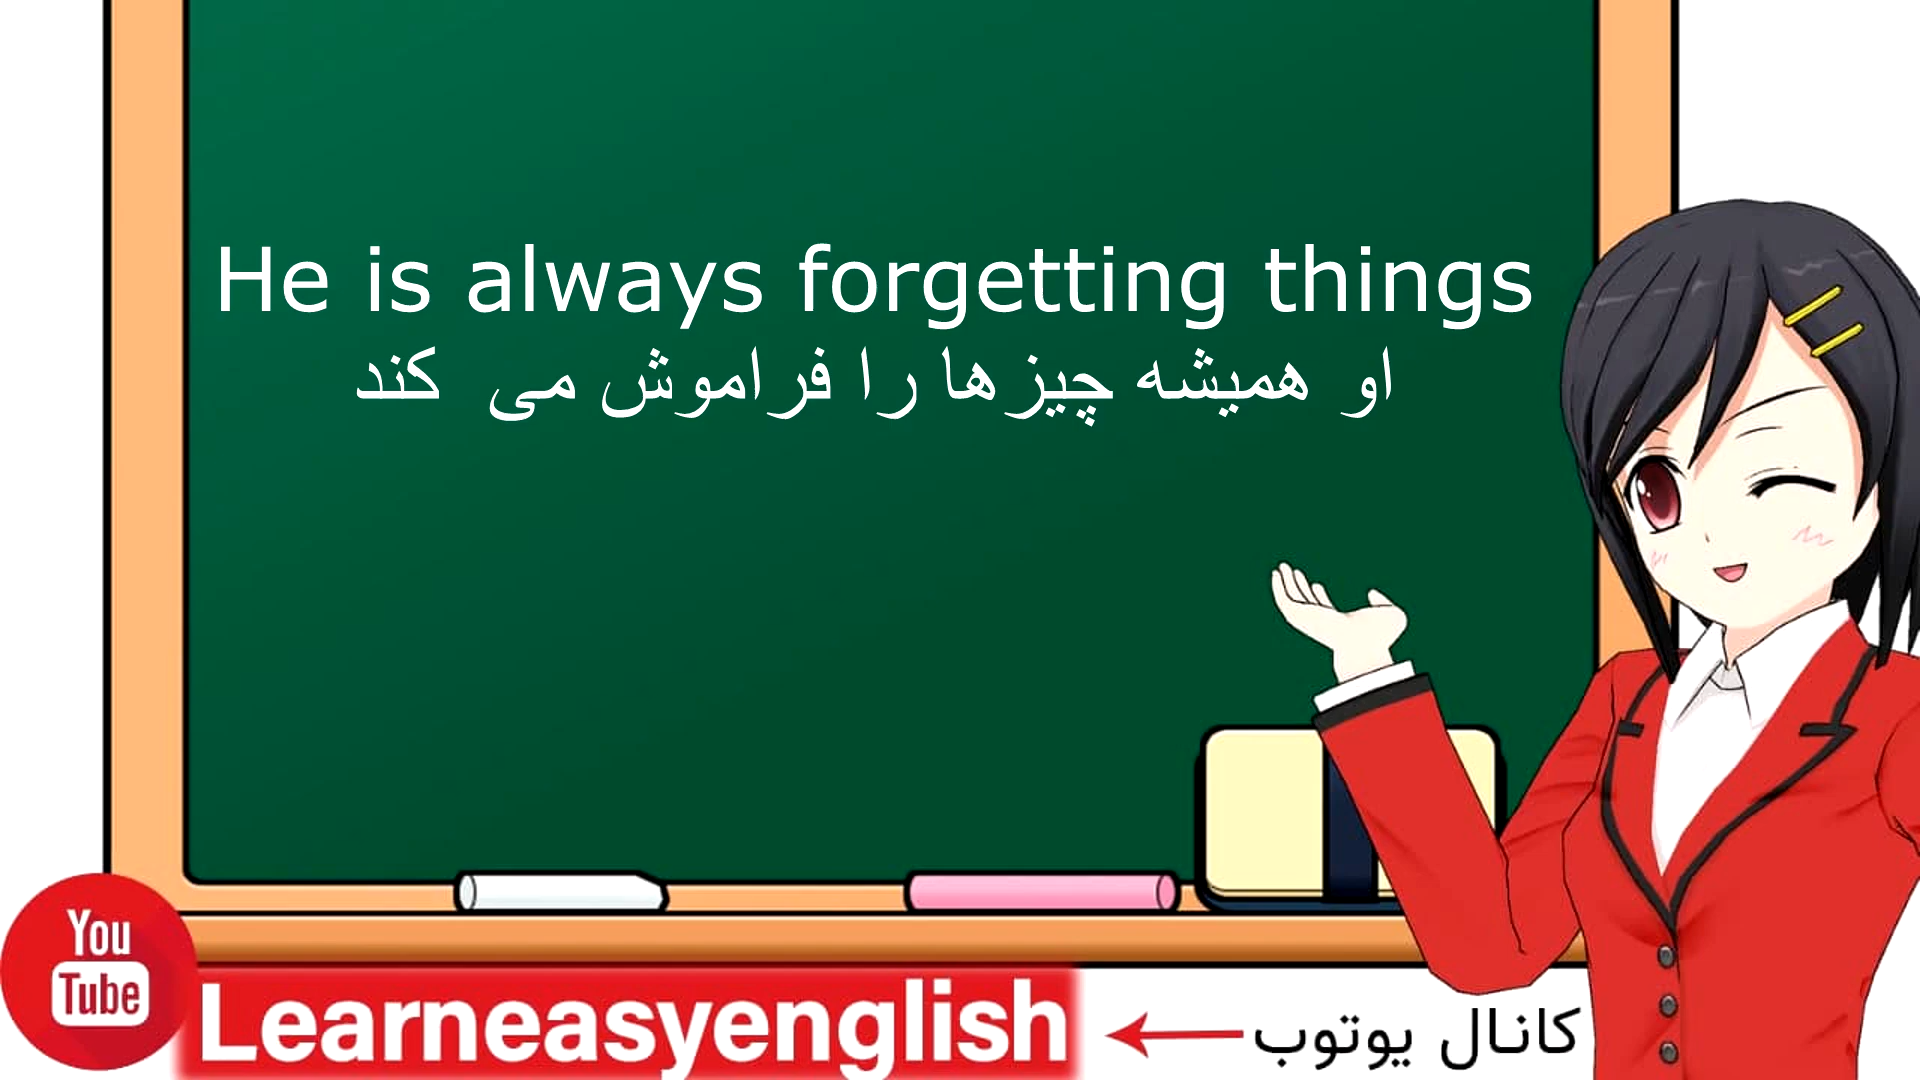 He is always forgetting things
او همیشه چیزها را فراموش می کند
You
Tube
Learneasyenglish
کانال یوتوب